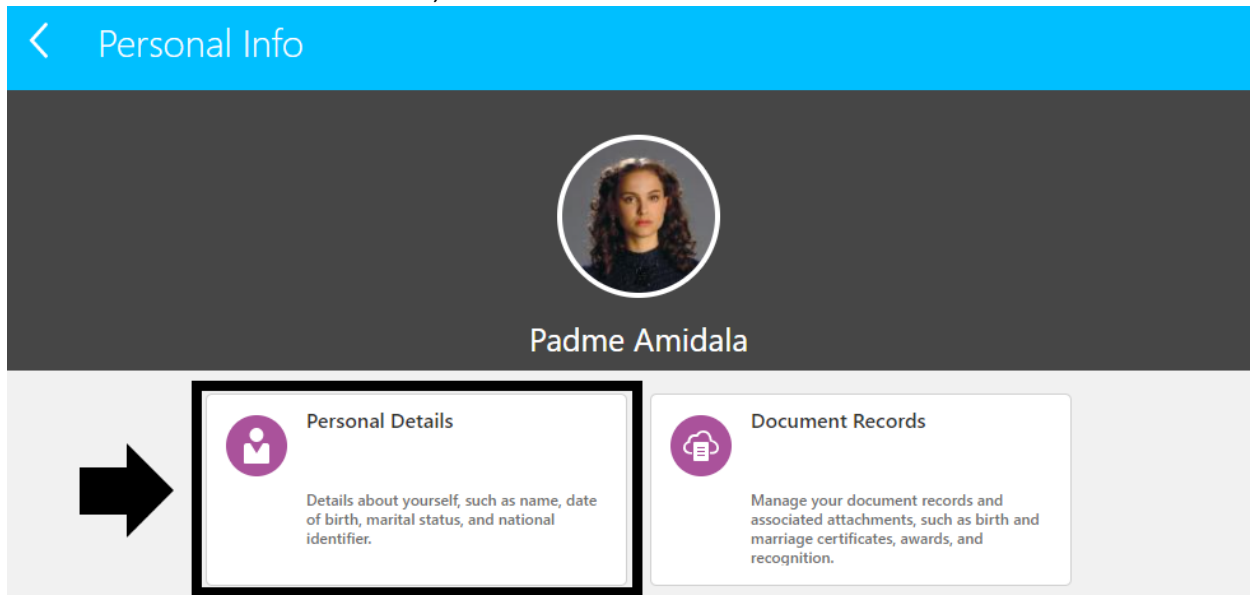 Personal Info
Padme Amidala
Personal Details
Details about yourself, such as name, date
of birth, marital status, and national
identifier.
Document Records
Manage your document records and
associated attachments, such as birth and
marriage certificates, awards, and
recognition.